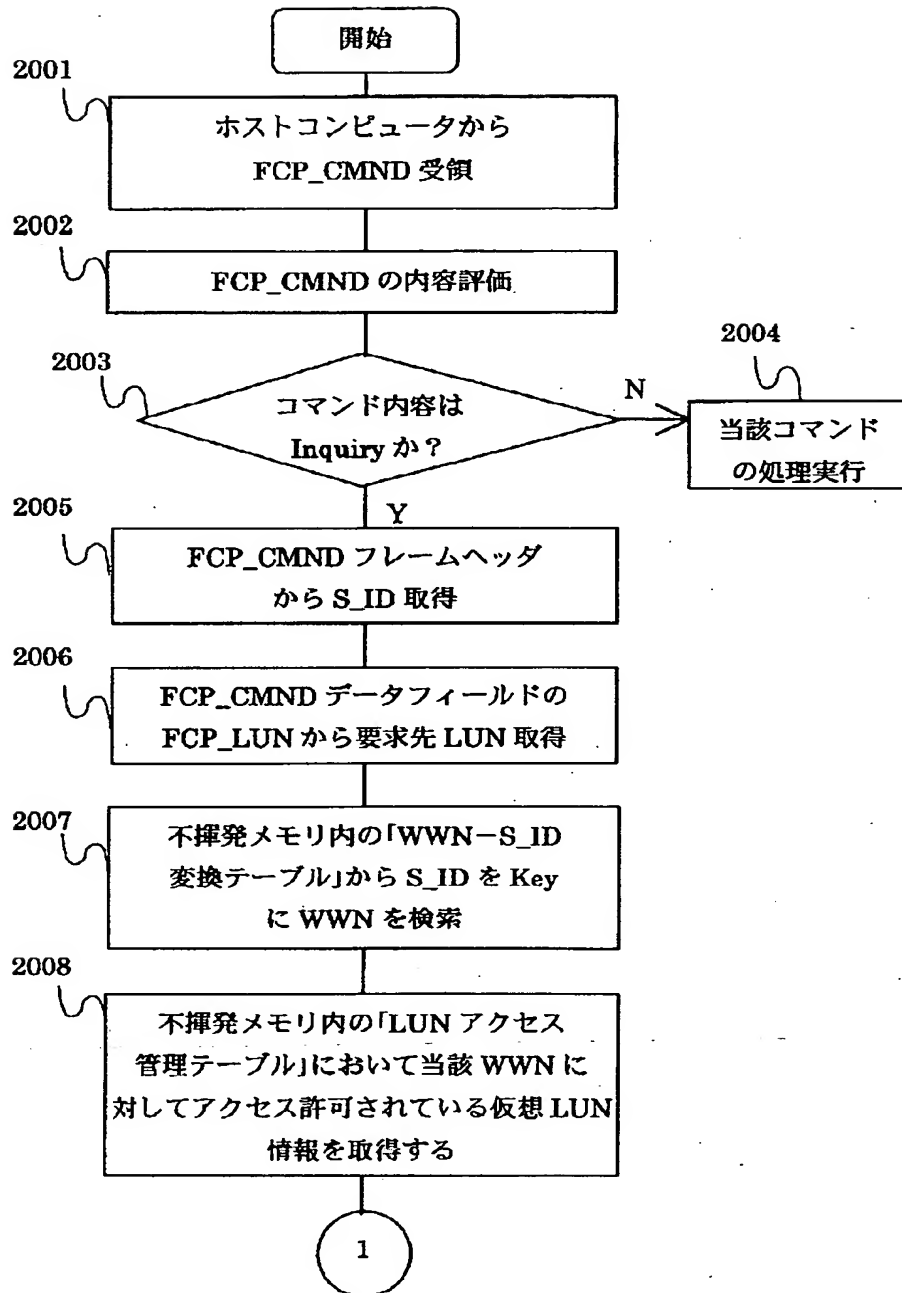 開始
2001
ホストコンピュータから
FCP_CMND 受領
2002
FCP_CMND の内容評価
2003
コマンド内容は
Inquiry か？
N
2004
当該コマンド
の処理実行
Y
2005
FCP_CMND フレームヘッダ
から S_ID 取得
2006
FCP_CMND データフィールドの
FCP_LUN から要求先 LUN 取得
2007
不揮発メモリ内の「WWN－S_ID
変換テーブル」から S_ID を Key
に WWN を検索
2008
不揮発メモリ内の「LUN アクセス
管理テーブル」において当該 WWN に
対してアクセス許可されている仮想 LUN
情報を取得する
1